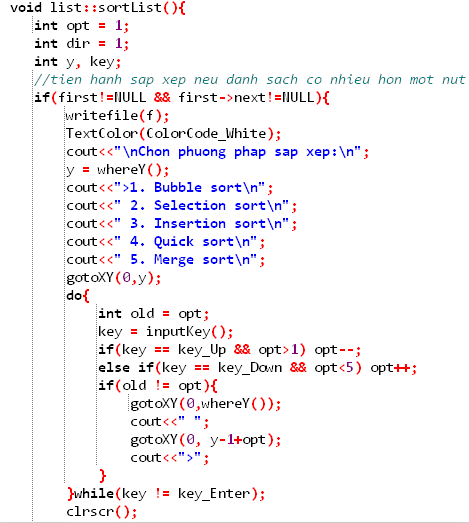 void list::sortList(){
int opt = 1;
int dir = 1;
int y, key;
//tien hanh sap xep neu danh sach co nhieu hon mot nut
if(first!=NULL && first->next!=NULL){
writefile(f);
TextColor(ColorCode_White);
cout<<"\nChon phuong phap sap xep:\n";
y = whereY();
cout<<">1. Bubble sort\n";
cout<<" 2. Selection sort\n";
cout<<" 3. Insertion sort\n";
cout<<" 4. Quick sort\n";
cout<<" 5. Merge sort\n";
gotoXY(0,y);
do{
int old = opt;
key = inputKey();
if(key == key_Up && opt>1) opt--;
else if(key == key_Down && opt<5) opt++;
if(old != opt){
gotoXY(0,whereY());
cout<<" ";
gotoXY(0, y-1+opt);
cout<<">";
}
}while(key != key_Enter);
clrscr();